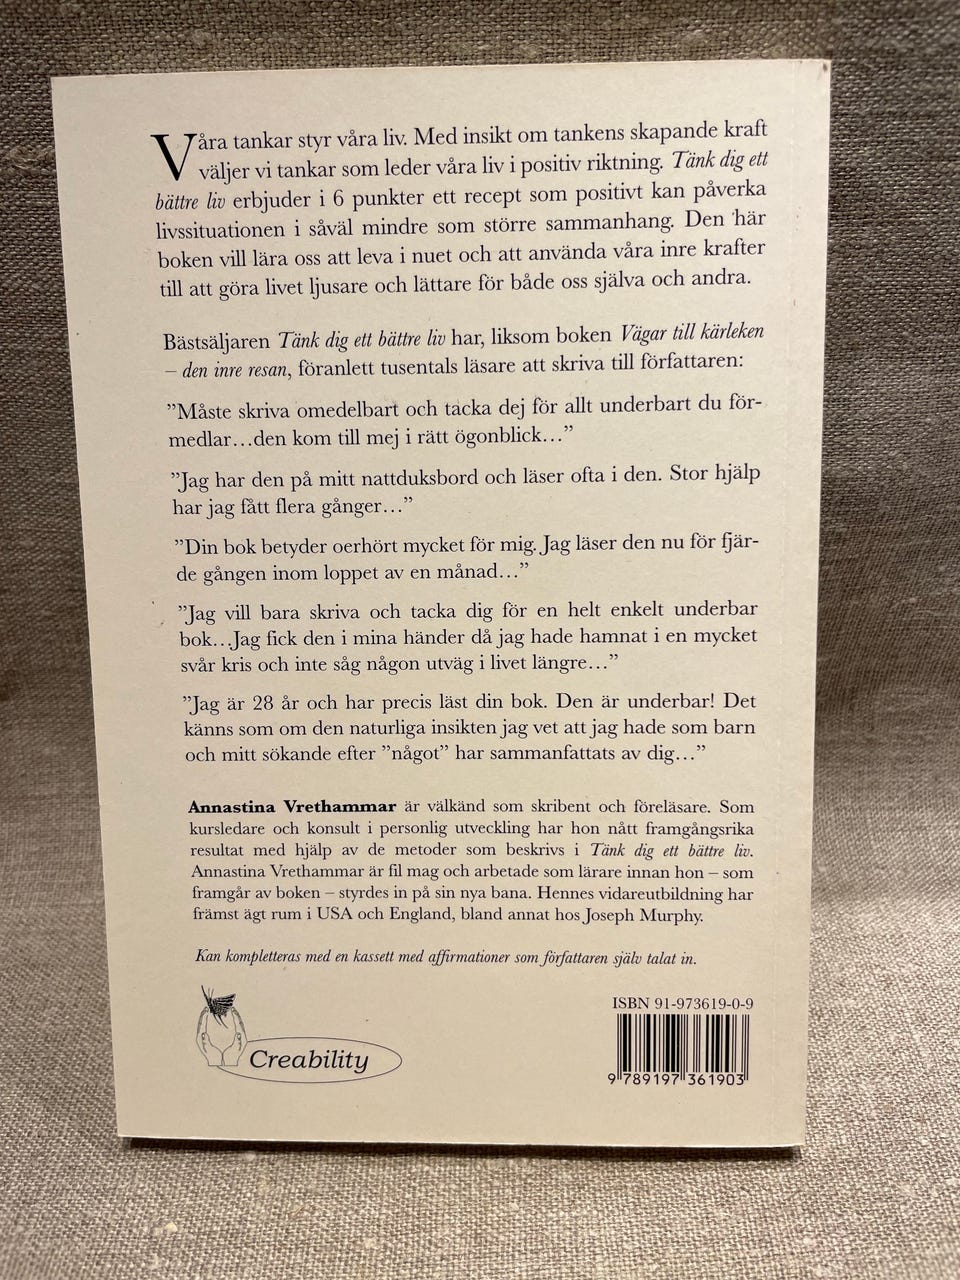 Våra tankar styr våra liv. Med insikt om tankens skapande kraft
väljer vi tankar som leder våra liv i positiv riktning. Tänk dig ett
bättre liv erbjuder i 6 punkter ett recept som positivt kan påverka
livssituationen i såväl mindre som större sammanhang. Den här
boken vill lära oss att leva i nuet och att använda våra inre krafter
till att göra livet ljusare och lättare för både oss själva och andra.
Bästsäljaren Tänk dig ett bättre liv har, liksom boken Vägar till kärleken
– den inre resan, föranlett tusentals läsare att skriva till författaren:
”Måste skriva omedelbart och tacka dej för allt underbart du för-
medlar…den kom till mej i rätt ögonblick…”
”Jag har den på mitt nattduksbord och läser ofta i den. Stor hjälp
har jag fått flera gånger…”
”Din bok betyder oerhört mycket för mig. Jag läser den nu för fjär-
de gången inom loppet av en månad…”
”Jag vill bara skriva och tacka dig för en helt enkelt underbar
bok…Jag fick den i mina händer då jag hade hamnat i en mycket
svår kris och inte såg någon utväg i livet längre…”
”Jag är 28 år och har precis läst din bok. Den är underbar! Det
känns som om den naturliga insikten jag vet att jag hade som barn
och mitt sökande efter ”något” har sammanfattats av dig…”
Annastina Vrethammar är välkänd som skribent och föreläsare. Som
kursledare och konsult i personlig utveckling har hon nått framgångsrika
resultat med hjälp av de metoder som beskrivs i Tänk dig ett bättre liv.
Annastina Vrethammar är fil mag och arbetade som lärare innan hon – som
framgår av boken – styrdes in på sin nya bana. Hennes vidareutbildning har
främst ägt rum i USA och England, bland annat hos Joseph Murphy.
Kan kompletteras med en kassett med affirmationer som författaren själv talat in.
Creability
ISBN 91-973619-0-9
9 789197 361903